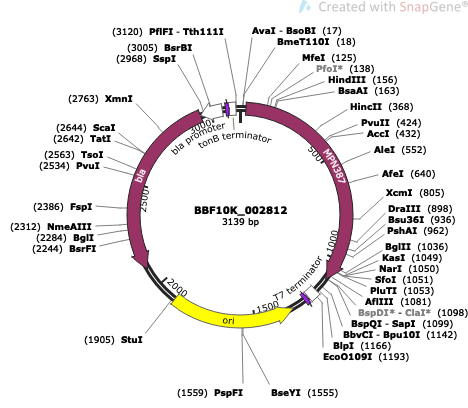 Created with SnapGene®
(3120) PflFI - Tth111I
(3005) BsrBI
(2968) SspI
(2763) XmnI
(2644) ScaI
(2642) TatI
(2563) TsoI
(2534) PvuI
(2386) FspI
(2312) NmeAIII
(2284) BglI
(2244) BsrFI
(1905) StuI
(1559) PspFI
BseYI (1555)
AvaI - BsoBI (17)
BmeT110I (18)
MfeI (125)
PfoI* (138)
HindIII (156)
BsaAI (163)
HincII (368)
PvuII (424)
AccI (432)
AleI (552)
AfeI (640)
XcmI (805)
DraIII (898)
Bsu36I (936)
PshAI (962)
BglII (1036)
KasI (1049)
NarI (1050)
SfoI (1051)
PluTI (1053)
AflIII (1081)
BspDI* - ClaI* (1098)
BspQI - SapI (1099)
BbvCI - Bpu10I (1142)
BlpI (1166)
EcoO109I (1193)
bla promoter
tonB terminator
MPN387
T7 terminator
ori
bla
500
1000
1500
2000
2500
3000
BBF10K_002812
3139 bp